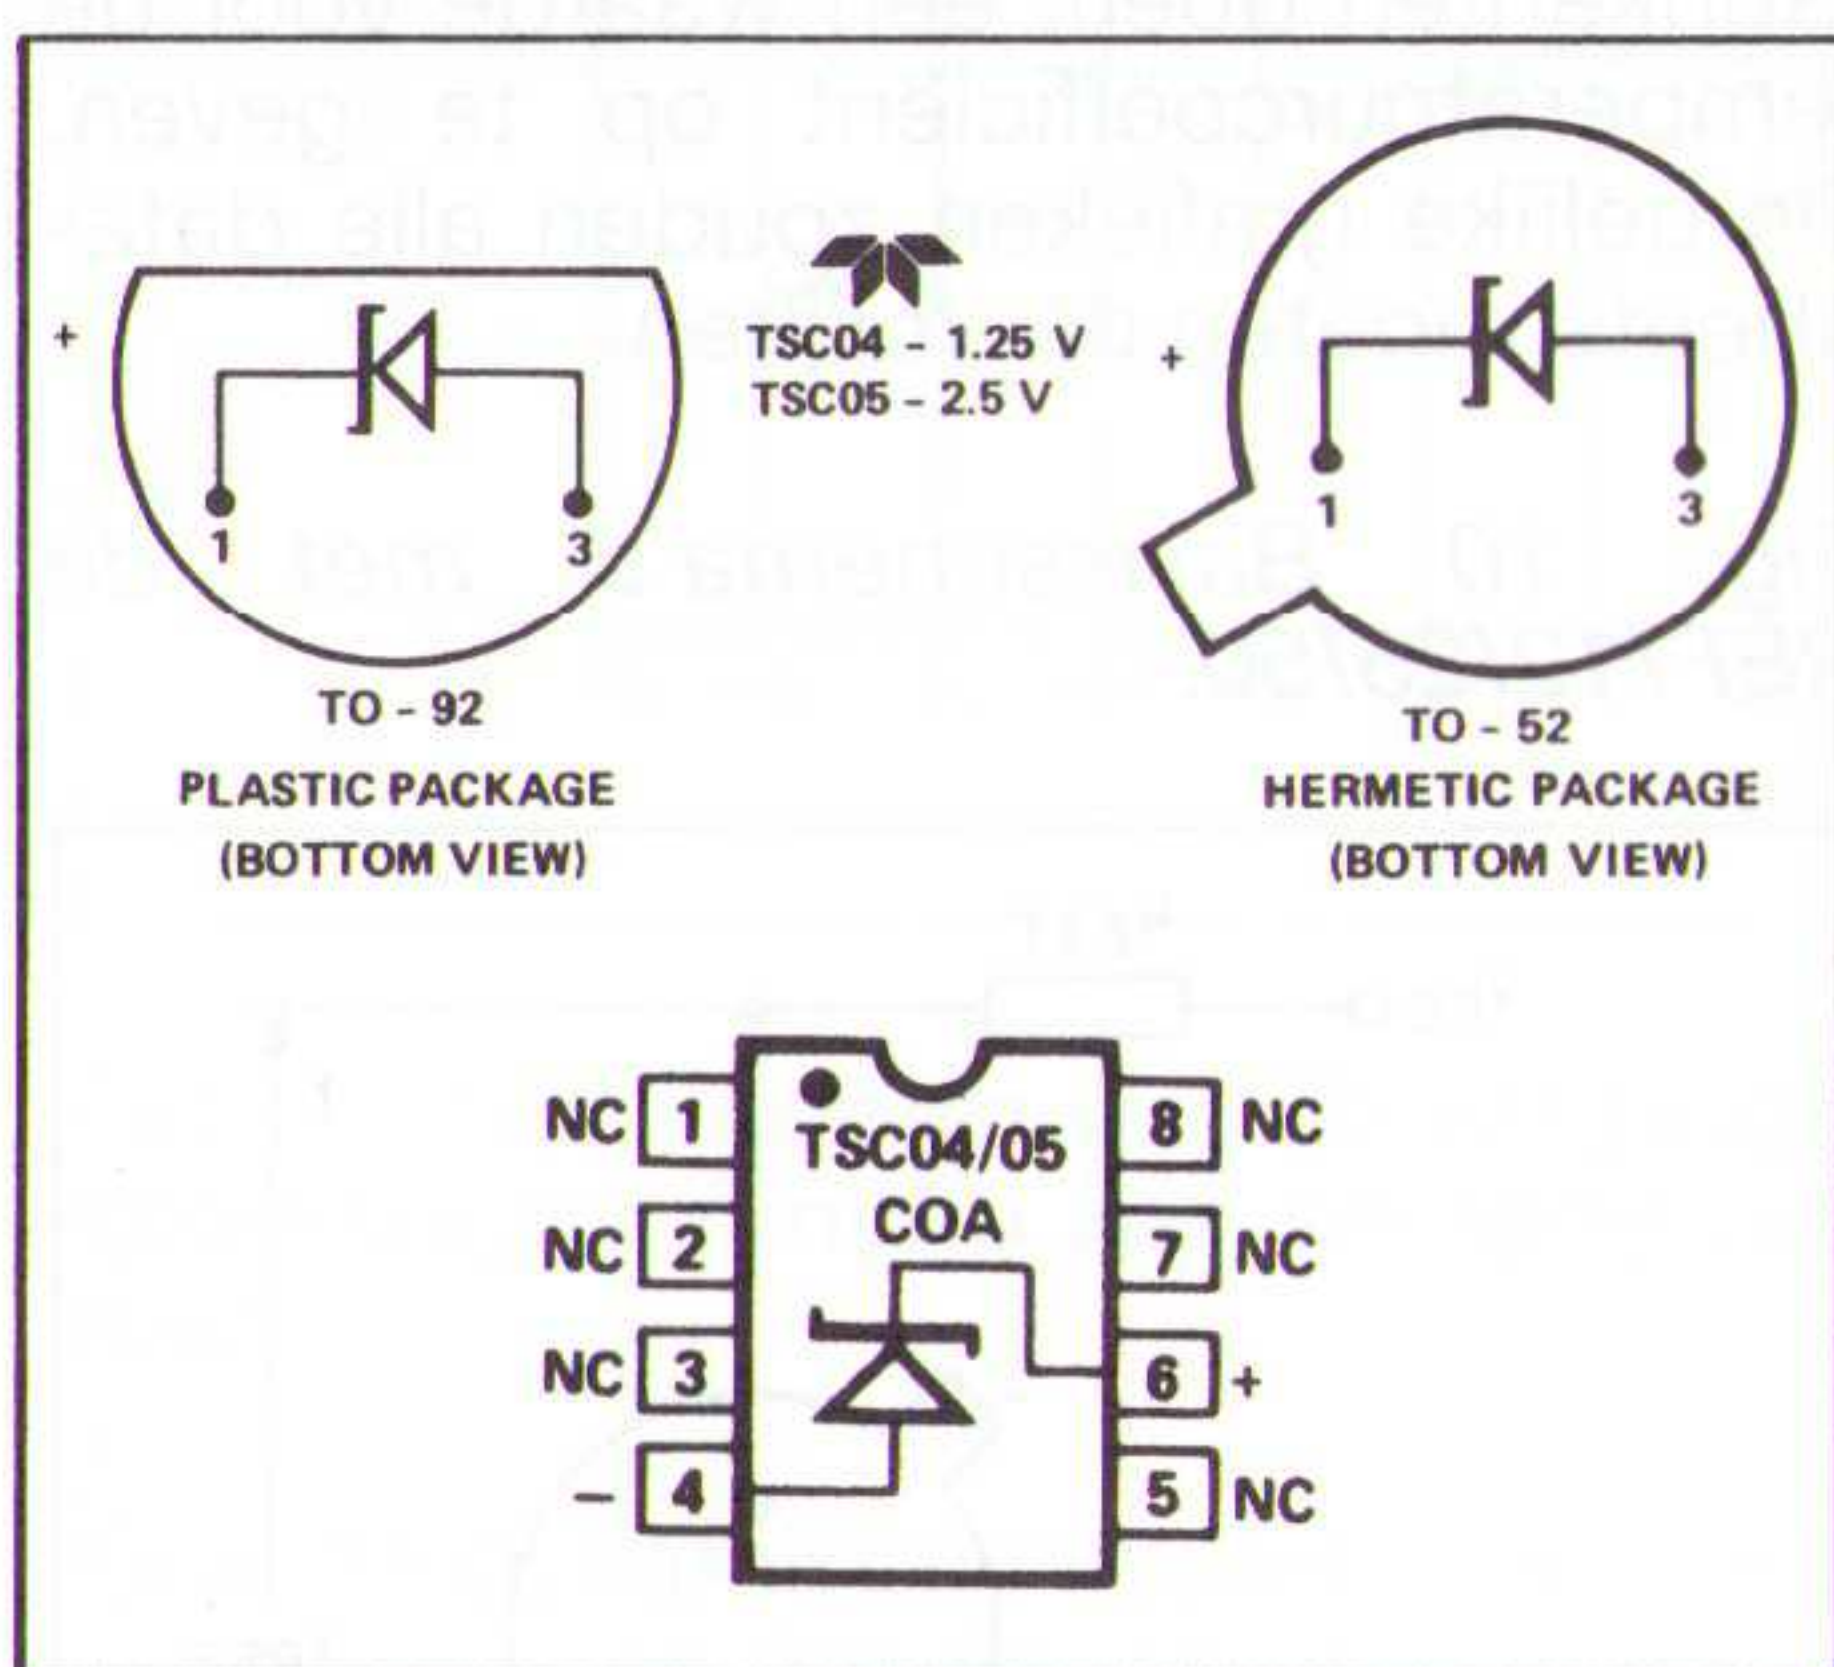 +
1
3
TO - 92
PLASTIC PACKAGE
(BOTTOM VIEW)
TSC04 - 1.25 V
TSC05 - 2.5 V
+
1
3
TO - 52
HERMETIC PACKAGE
(BOTTOM VIEW)
TSC04/05
COA
NC 1
NC 2
NC 3
− 4
8 NC
7 NC
6 +
5 NC